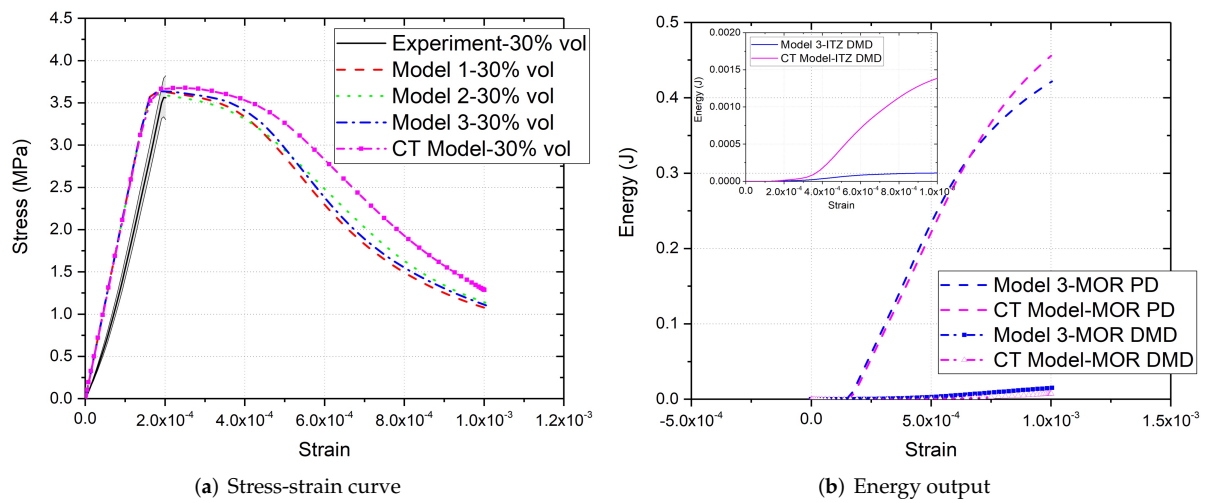 4.5
4.0
3.5
3.0
2.5
2.0
1.5
1.0
0.5
0.0
Stress (MPa)
Experiment-30% vol
Model 1-30% vol
Model 2-30% vol
Model 3-30% vol
CT Model-30% vol
0.0 2.0x10⁻⁴ 4.0x10⁻⁴ 6.0x10⁻⁴ 8.0x10⁻⁴ 1.0x10⁻³ 1.2x10⁻³
Strain
(a) Stress-strain curve
0.5
0.4
0.3
0.2
0.1
0.0
Energy (J)
0.0020
0.0015
0.0010
0.0005
0.0000
Energy (J)
Model 3-ITZ DMD
CT Model-ITZ DMD
0.0 2.0x10⁻⁴ 4.0x10⁻⁴ 6.0x10⁻⁴ 8.0x10⁻⁴ 1.0x10⁻³
Strain
Model 3-MOR PD
CT Model-MOR PD
Model 3-MOR DMD
CT Model-MOR DMD
-5.0x10⁻⁴ 0.0 5.0x10⁻⁴ 1.0x10⁻³ 1.5x10⁻³
Strain
(b) Energy output